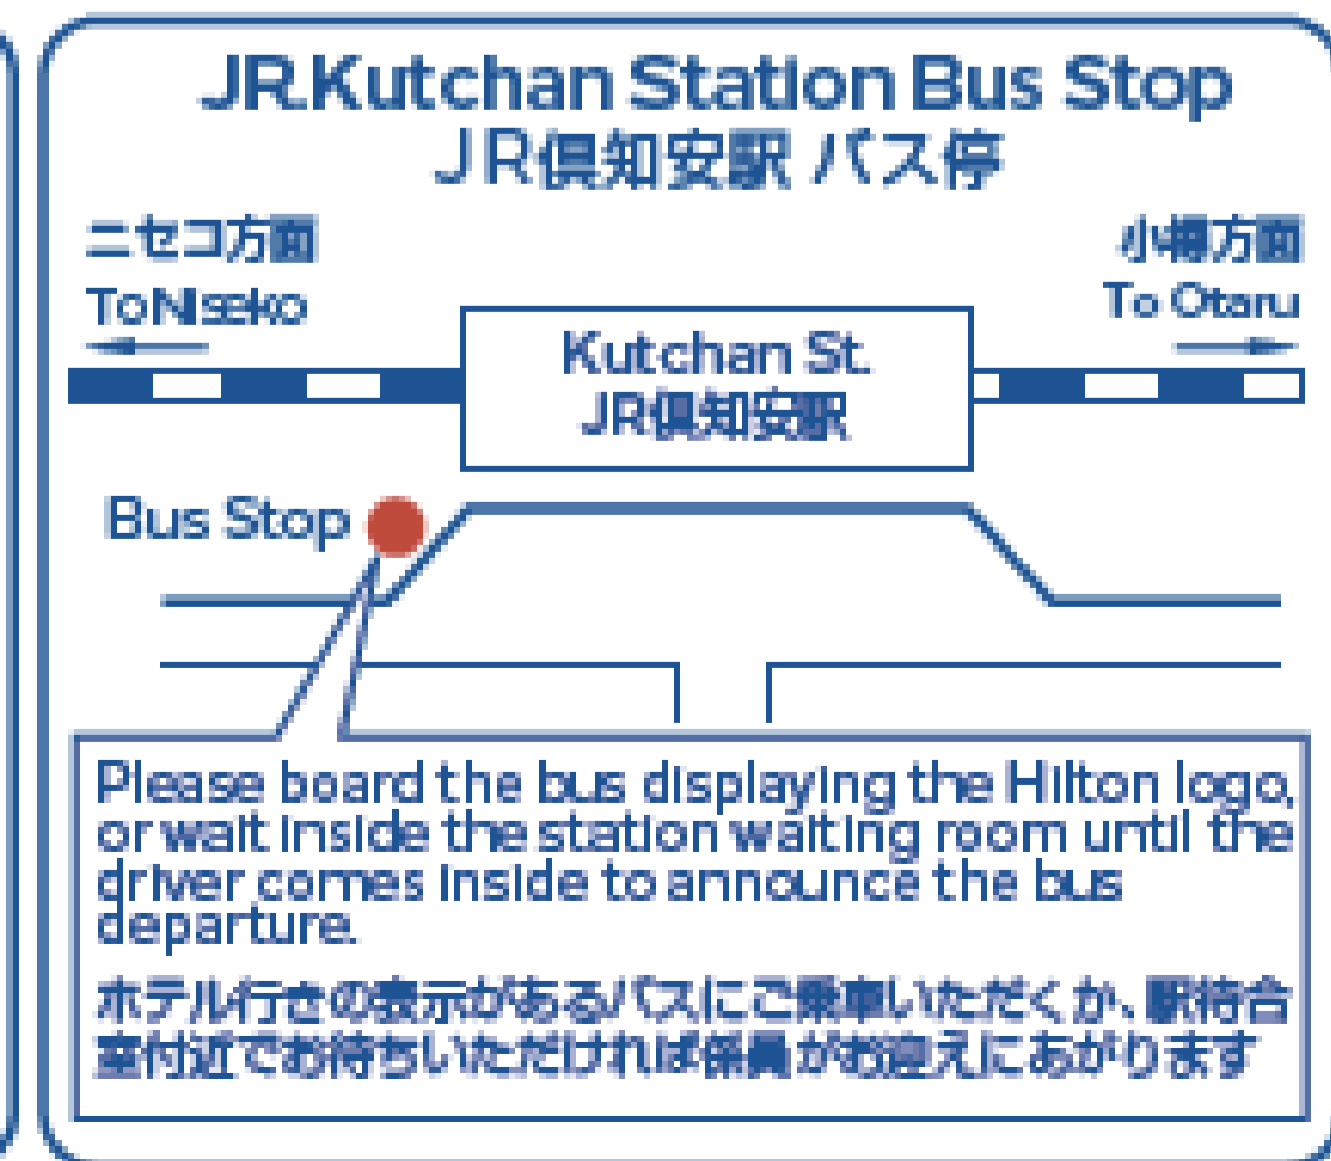 JR Kutchan Station Bus Stop
JR倶知安駅 バス停
ニセコ方面
To Niseko
小樽方面
To Otaru
Kutchan St.
JR倶知安駅
Bus Stop
Please board the bus displaying the Hilton logo,
or wait inside the station waiting room until the
driver comes inside to announce the bus
departure.
ホテル行きの表示があるバスにご乗車いただくか、駅待合
室付近でお待ちいただければ係員がお迎えにあがります